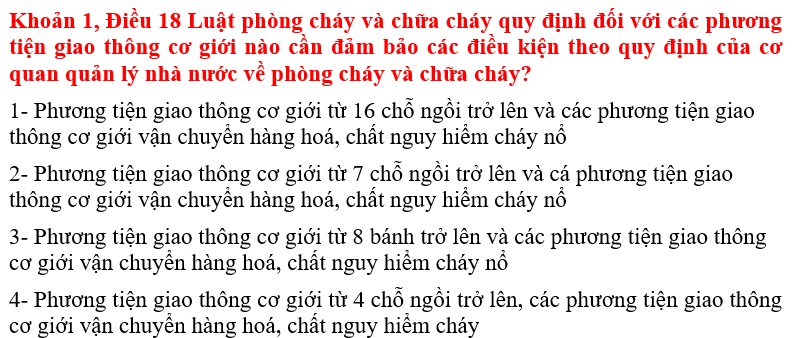 Khoản 1, Điều 18 Luật phòng cháy và chữa cháy quy định đối với các phương
tiện giao thông cơ giới nào cần đảm bảo các điều kiện theo quy định của cơ
quan quản lý nhà nước về phòng cháy và chữa cháy?
1- Phương tiện giao thông cơ giới từ 16 chỗ ngồi trở lên và các phương tiện giao
thông cơ giới vận chuyển hàng hoá, chất nguy hiểm cháy nổ
2- Phương tiện giao thông cơ giới từ 7 chỗ ngồi trở lên và cá phương tiện giao
thông cơ giới vận chuyển hàng hoá, chất nguy hiểm cháy nổ
3- Phương tiện giao thông cơ giới từ 8 bánh trở lên và các phương tiện giao thông
cơ giới vận chuyển hàng hoá, chất nguy hiểm cháy nổ
4- Phương tiện giao thông cơ giới từ 4 chỗ ngồi trở lên, các phương tiện giao thông
cơ giới vận chuyển hàng hoá, chất nguy hiểm cháy